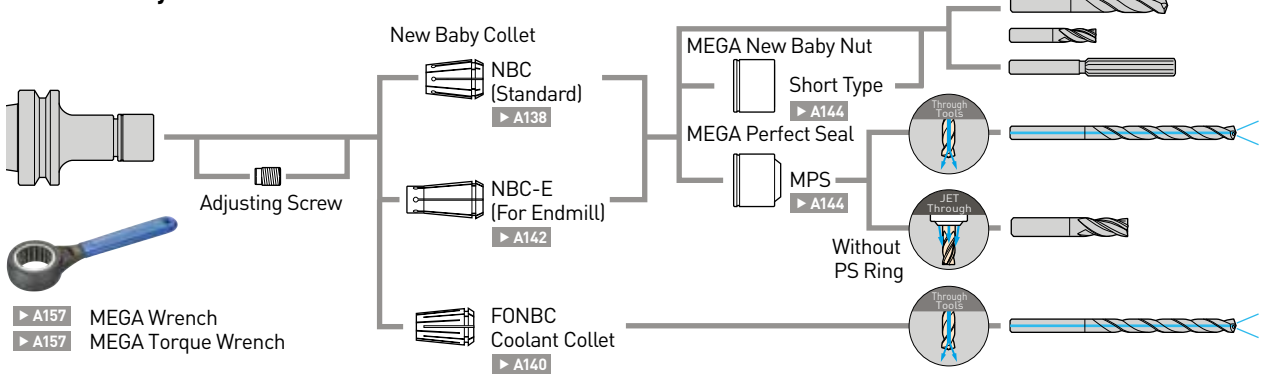 New Baby Collet
NBC
(Standard)
▶ A138
NBC-E
(For Endmill)
▶ A142
FONBC
Coolant Collet
▶ A140
Adjusting Screw
▶ A157 MEGA Wrench
▶ A157 MEGA Torque Wrench
MEGA New Baby Nut
Short Type
▶ A144
MEGA Perfect Seal
MPS
▶ A144
Through
Tools
JET
Through
Without
PS Ring
Through
Tools